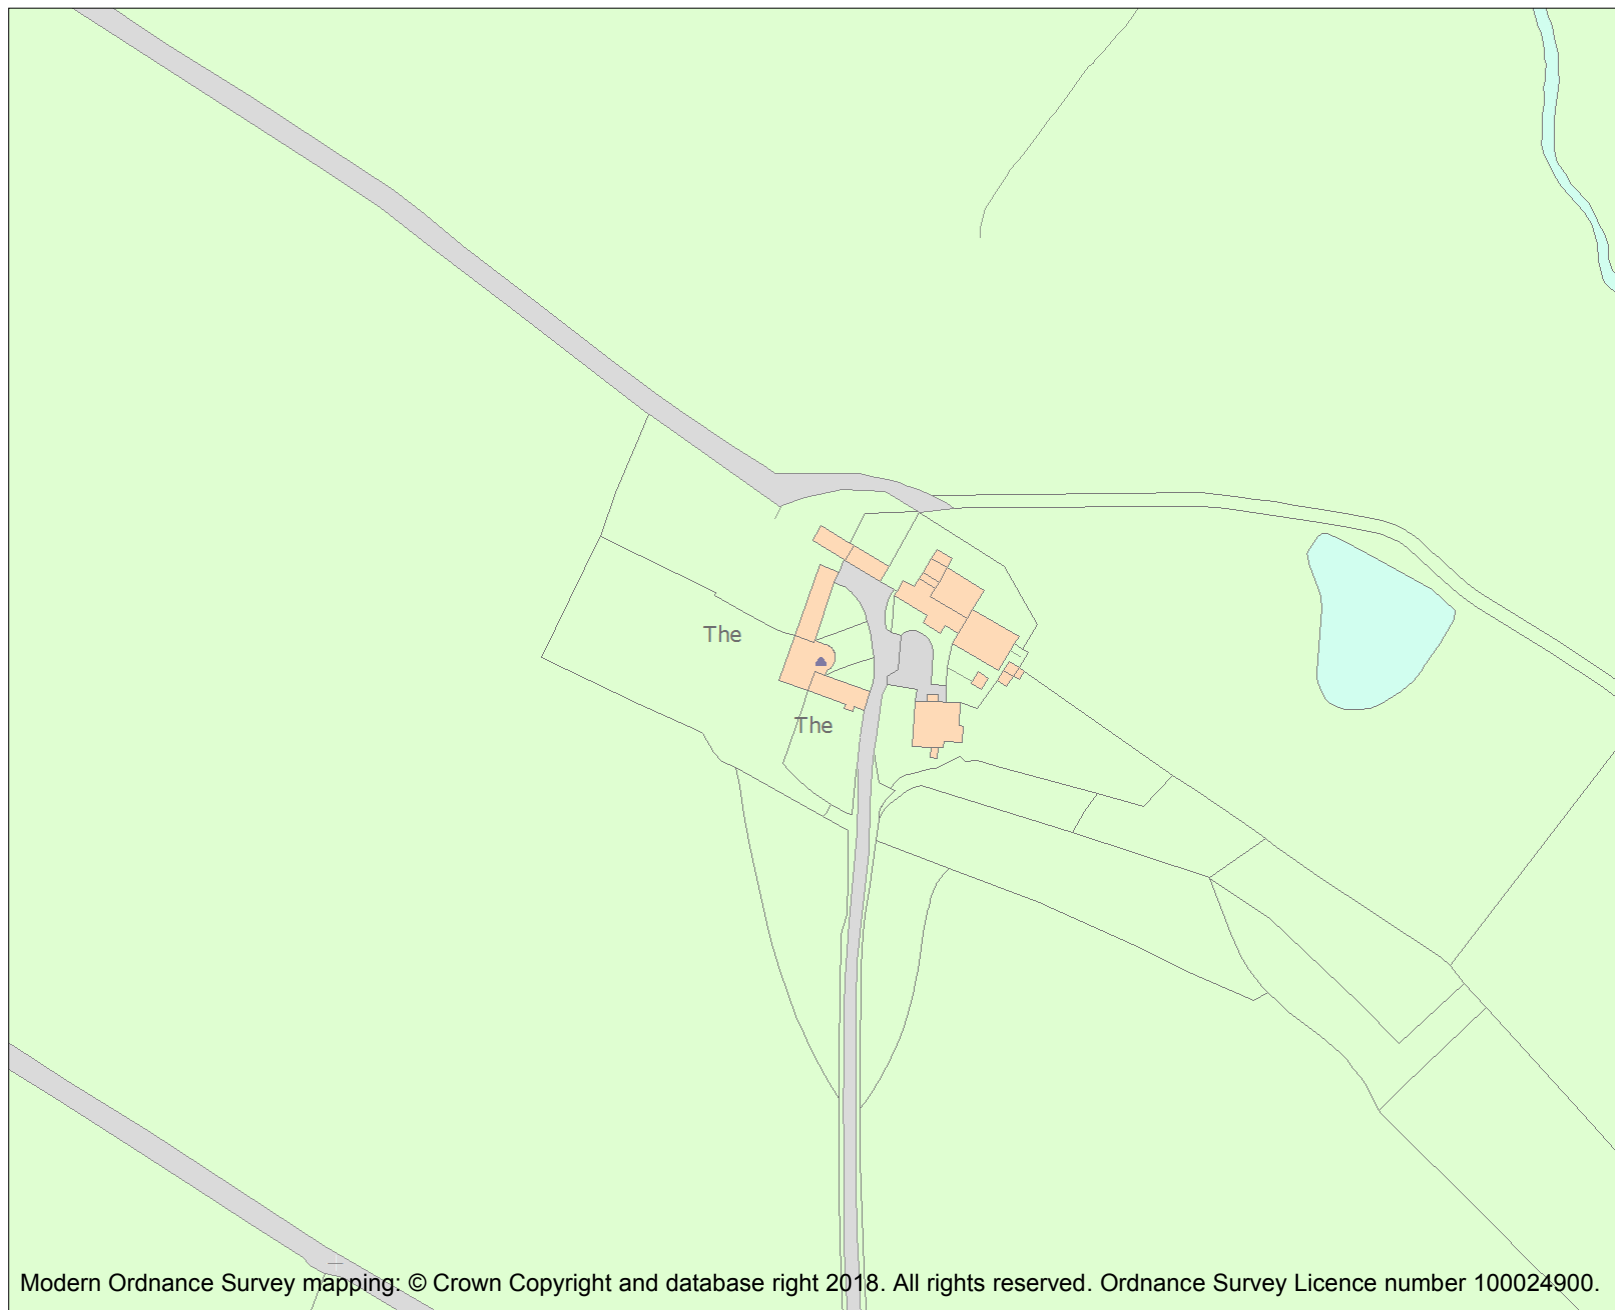 The
The
Modern Ordnance Survey mapping: © Crown Copyright and database right 2018. All rights reserved. Ordnance Survey Licence number 100024900.